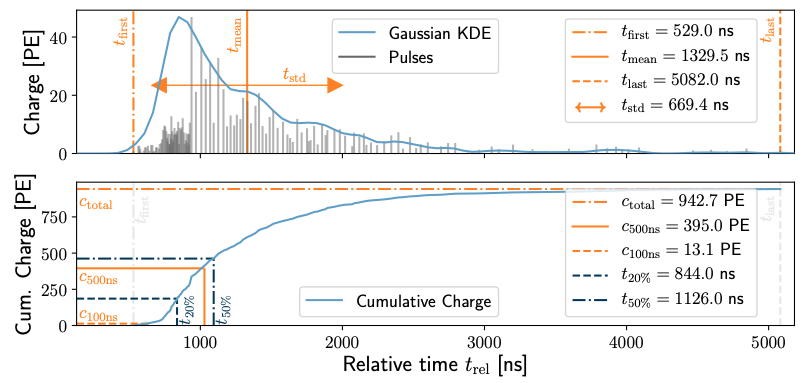 Charge [PE]
40
20
0
t_first
t_mean
t_std
t_last
Gaussian KDE
Pulses
t_first = 529.0 ns
t_mean = 1329.5 ns
t_last = 5082.0 ns
t_std = 669.4 ns
Cum. Charge [PE]
750
500
250
0
c_total
c_500ns
c_100ns
t_first
t_20%
t_50%
t_last
Cumulative Charge
c_total = 942.7 PE
c_500ns = 395.0 PE
c_100ns = 13.1 PE
t_20% = 844.0 ns
t_50% = 1126.0 ns
1000 2000 3000 4000 5000
Relative time t_rel [ns]